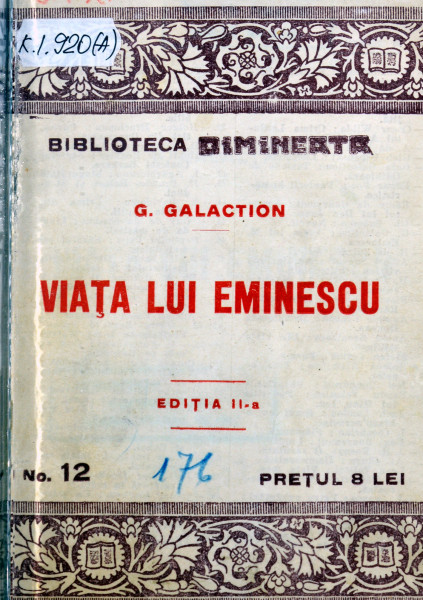 K.I.920(A)
BIBLIOTECA DIMINEAȚA
G. GALACTION
VIAȚA LUI EMINESCU
EDIȚIA II-a
No. 12
176
PREȚUL 8 LEI